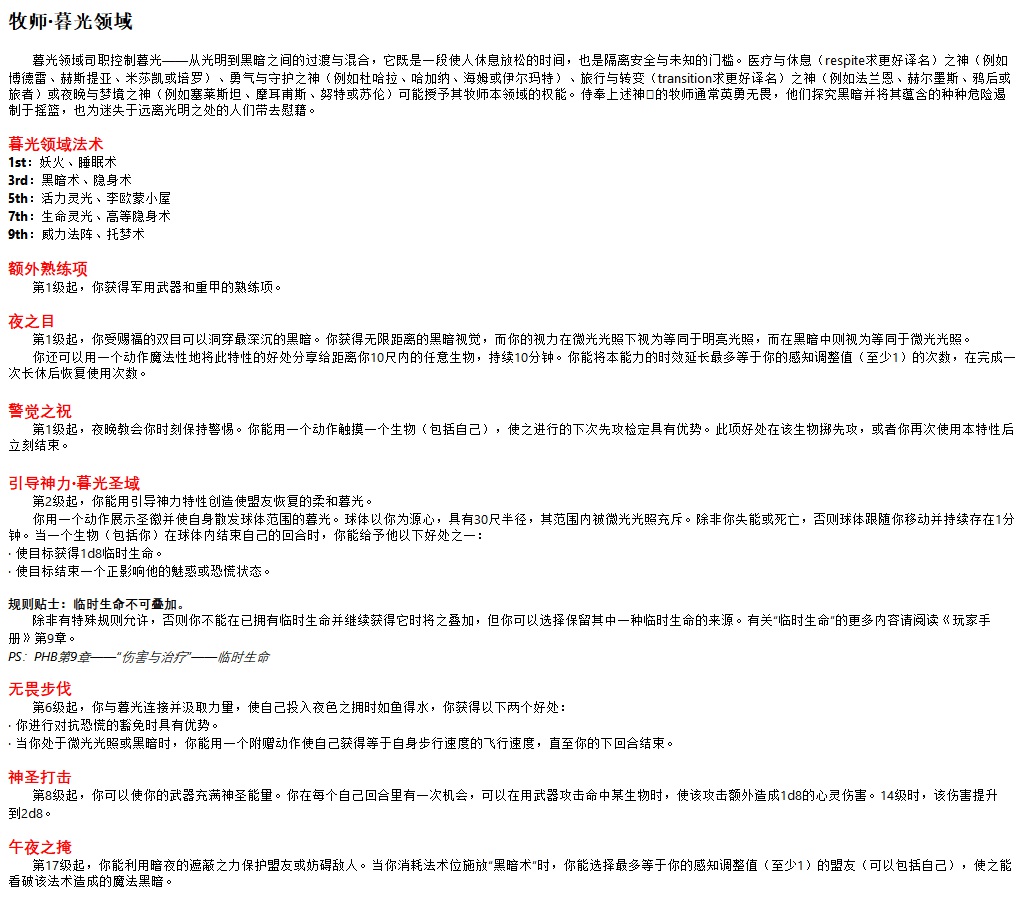 牧师·暮光领域
暮光领域司职控制暮光——从光明到黑暗之间的过渡与混合，它既是一段使人休息放松的时间，也是隔离安全与未知的门槛。医疗与休息（respite求更好译名）之神（例如
博德雷、赫斯提亚、米莎凯或培罗）、勇气与守护之神（例如杜哈拉、哈加纳、海姆或伊尔玛特）、旅行与转变（transition求更好译名）之神（例如法兰恩、赫尔墨斯、鸦后或
旅者）或夜晚与梦境之神（例如塞莱斯坦、摩耳甫斯、努特或苏伦）可能授予其牧师本领域的权能。侍奉上述神的牧师通常英勇无畏，他们探究黑暗并将其蕴含的种种危险遏
制于摇篮，也为迷失于远离光明之处的人们带去慰藉。
暮光领域法术
1st：妖火、睡眠术
3rd：黑暗术、隐身术
5th：活力灵光、李欧蒙小屋
7th：生命灵光、高等隐身术
9th：威力法阵、托梦术
额外熟练项
第1级起，你获得军用武器和重甲的熟练项。
夜之目
第1级起，你受赐福的双目可以洞穿最深沉的黑暗。你获得无限距离的黑暗视觉，而你的视力在微光光照下视为等同于明亮光照，而在黑暗中则视为等同于微光光照。
你还可以用一个动作魔法性地将此特性的好处分享给距离你10尺内的任意生物，持续10分钟。你能将本能力的时效延长最多等于你的感知调整值（至少1）的次数，在完成一
次长休后恢复使用次数。
警觉之祝
第1级起，夜晚教会你时刻保持警惕。你能用一个动作触摸一个生物（包括自己），使之进行的下次先攻检定具有优势。此项好处在该生物掷先攻，或者你再次使用本特性后
立刻结束。
引导神力·暮光圣域
第2级起，你能用引导神力特性创造使盟友恢复的柔和暮光。
你用一个动作展示圣徽并使自身散发球体范围的暮光。球体以你为源心，具有30尺半径，其范围内被微光光照充斥。除非你失能或死亡，否则球体跟随你移动并持续存在1分
钟。当一个生物（包括你）在球体内结束自己的回合时，你能给予他以下好处之一：
· 使目标获得1d8临时生命。
· 使目标结束一个正影响他的魅惑或恐慌状态。
规则贴士：临时生命不可叠加。
除非有特殊规则允许，否则你不能在已拥有临时生命并继续获得它时将之叠加，但你可以选择保留其中一种临时生命的来源。有关“临时生命”的更多内容请阅读《玩家手
册》第9章。
PS：PHB第9章——“伤害与治疗”——临时生命
无畏步伐
第6级起，你与暮光连接并汲取力量，使自己投入夜色之拥时如鱼得水，你获得以下两个好处：
· 你进行对抗恐慌的豁免时具有优势。
· 当你处于微光光照或黑暗时，你能用一个附赠动作使自己获得等于自身步行速度的飞行速度，直至你的下回合结束。
神圣打击
第8级起，你可以使你的武器充满神圣能量。你在每个自己回合里有一次机会，可以在用武器攻击命中某生物时，使该攻击额外造成1d8的心灵伤害。14级时，该伤害提升
到2d8。
午夜之掩
第17级起，你能利用暗夜的遮蔽之力保护盟友或妨碍敌人。当你消耗法术位施放“黑暗术”时，你能选择最多等于你的感知调整值（至少1）的盟友（可以包括自己），使之能
看破该法术造成的魔法黑暗。